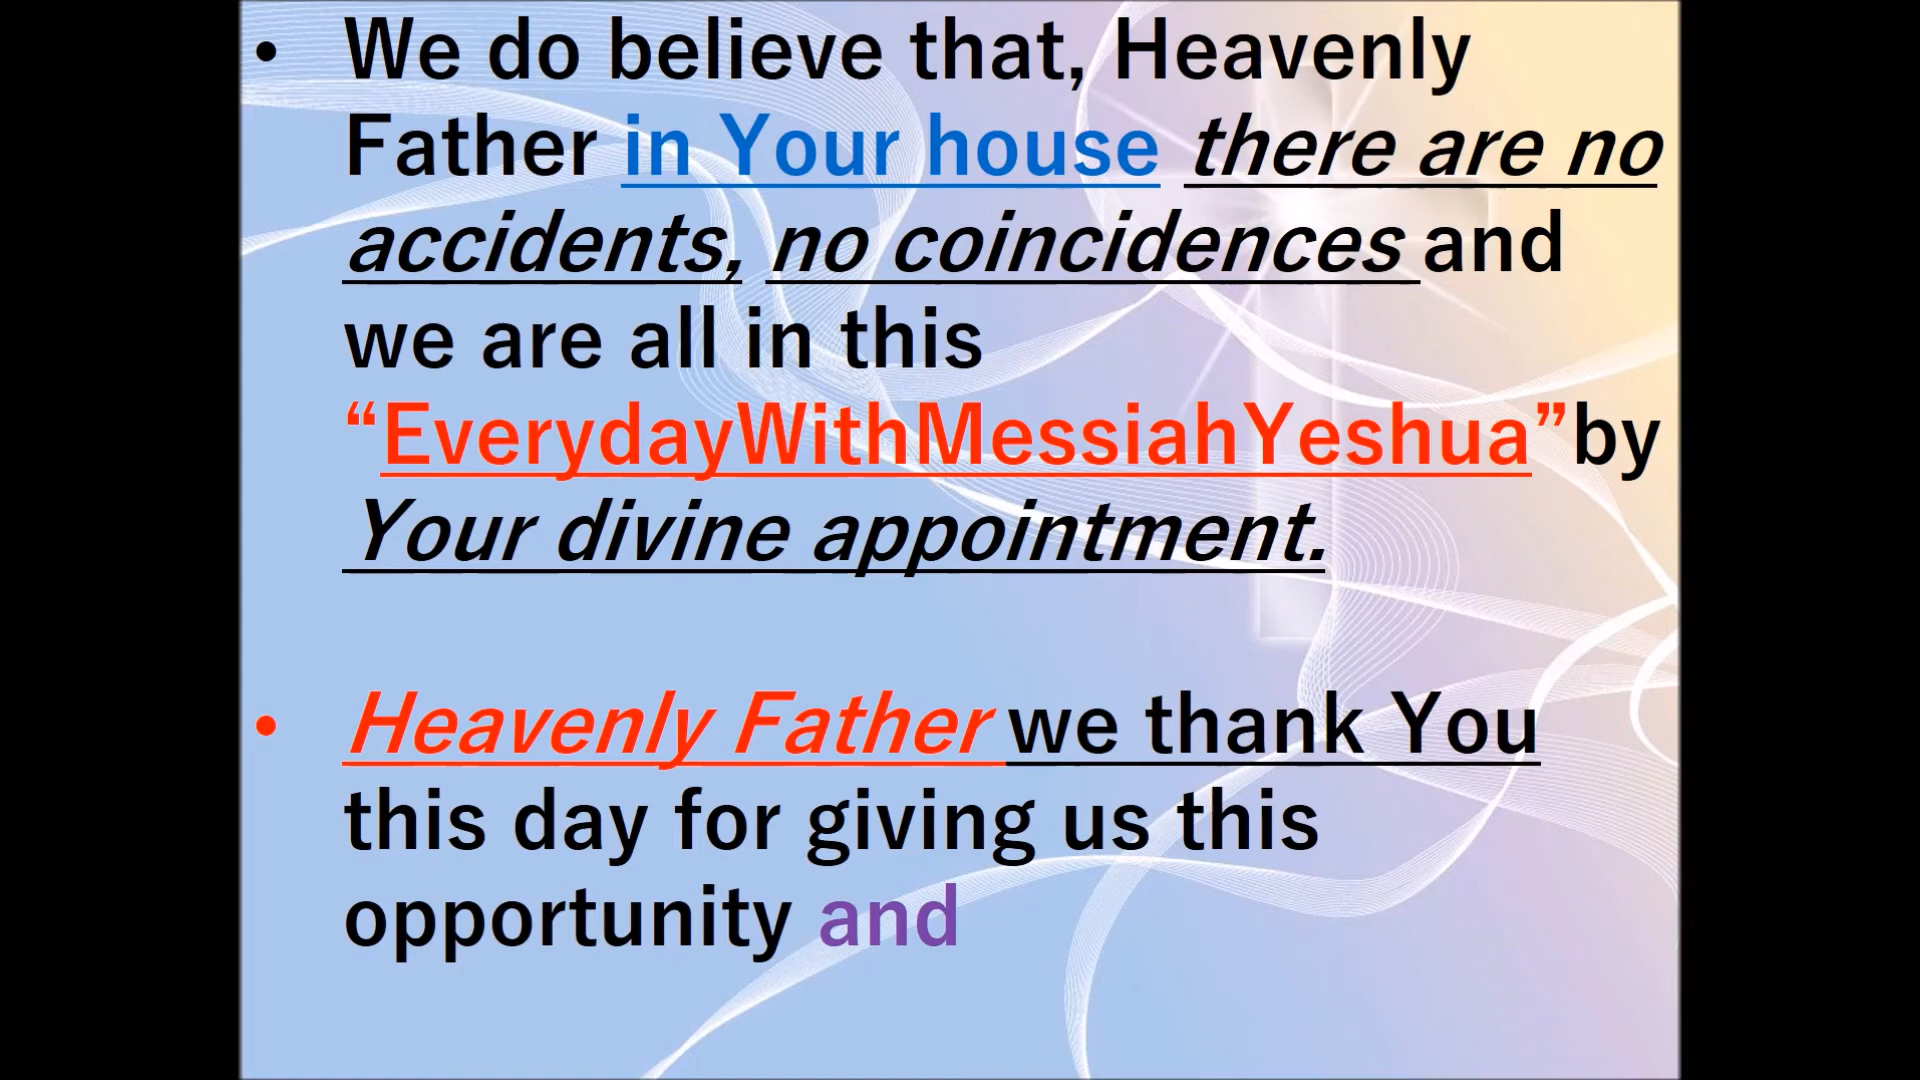 • We do believe that, Heavenly
Father in Your house there are no
accidents, no coincidences and
we are all in this
“EverydayWithMessiahYeshua”by
Your divine appointment.
• Heavenly Father we thank You
this day for giving us this
opportunity and